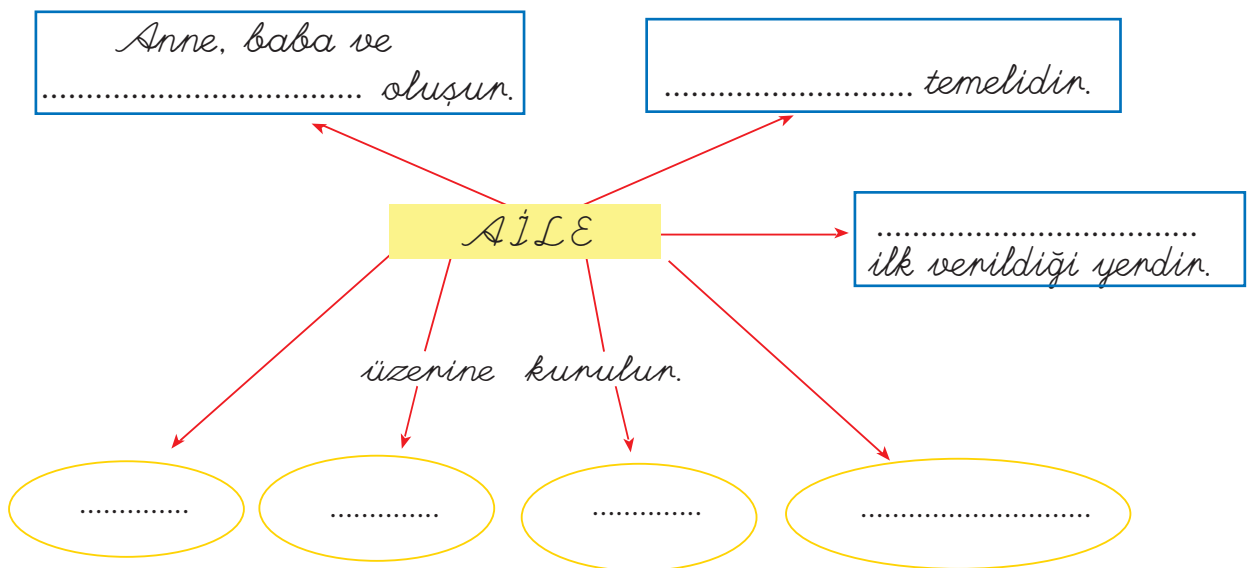 Anne, baba ve
.................................... oluşur.
............................ temelidir.
AİLE
....................................
ilk verildiği yerdir.
üzerine kurulur.
..............
..............
..............
.............................